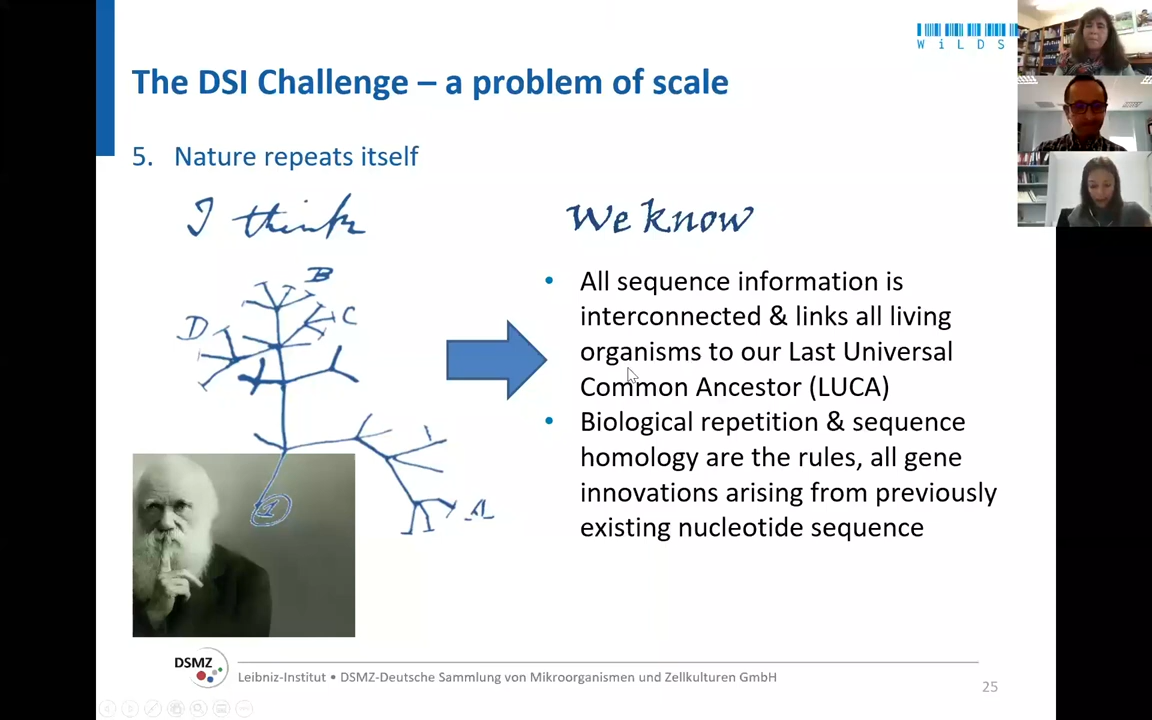 WiLDSI
The DSI Challenge – a problem of scale
5. Nature repeats itself
I think
We know
B
D
C
1
A
• All sequence information is
interconnected & links all living
organisms to our Last Universal
Common Ancestor (LUCA)
• Biological repetition & sequence
homology are the rules, all gene
innovations arising from previously
existing nucleotide sequence
DSMZ
Leibniz-Institut • DSMZ-Deutsche Sammlung von Mikroorganismen und Zellkulturen GmbH
25